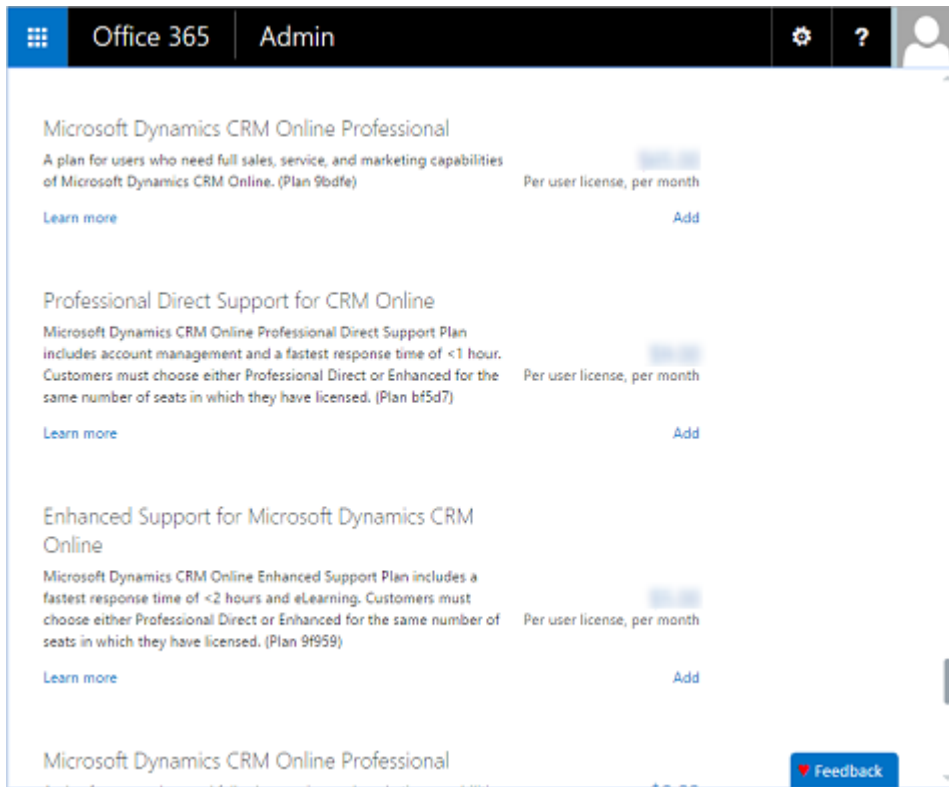 Office 365 Admin ?
Microsoft Dynamics CRM Online Professional
A plan for users who need full sales, service, and marketing capabilities
of Microsoft Dynamics CRM Online. (Plan 9bdfe)
Per user license, per month
Learn more
Add
Professional Direct Support for CRM Online
Microsoft Dynamics CRM Online Professional Direct Support Plan
includes account management and a fastest response time of <1 hour.
Customers must choose either Professional Direct or Enhanced for the
same number of seats in which they have licensed. (Plan bf5d7)
Per user license, per month
Learn more
Add
Enhanced Support for Microsoft Dynamics CRM
Online
Microsoft Dynamics CRM Online Enhanced Support Plan includes a
fastest response time of <2 hours and eLearning. Customers must
choose either Professional Direct or Enhanced for the same number of
seats in which they have licensed. (Plan 9f959)
Per user license, per month
Learn more
Add
Microsoft Dynamics CRM Online Professional
Feedback